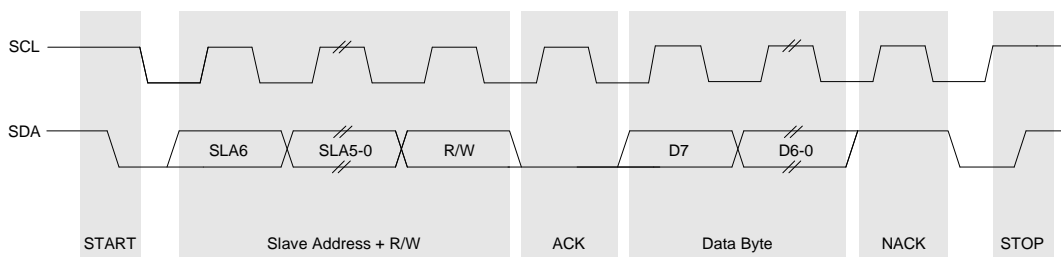 SCL
SDA
SLA6 SLA5-0 R/W D7 D6-0
START Slave Address + R/W ACK Data Byte NACK STOP